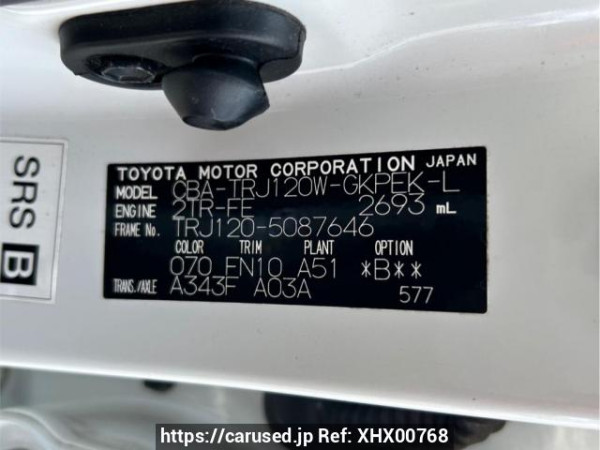 TOYOTA MOTOR CORPORATION JAPAN
MODEL CBA-TRJ120W-GKPEK-L
ENGINE 2TR-FE 2693 mL
FRAME No. TRJ120-5087646
COLOR TRIM PLANT OPTION
070 FN10 A51 *B**
TRANS./AXLE A343F A03A 577
SRS B
https://carused.jp Ref: XHX00768